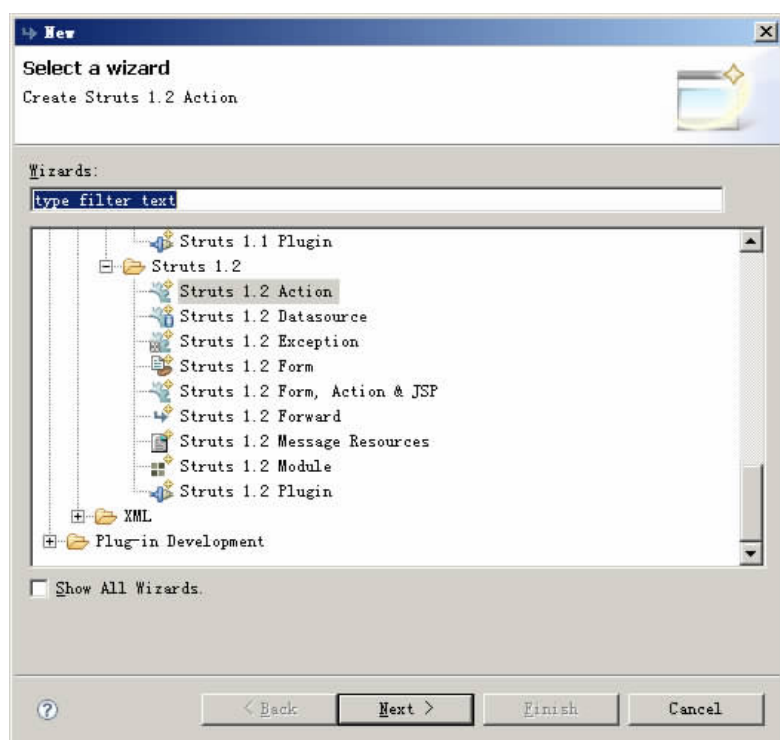 New
Select a wizard
Create Struts 1.2 Action
Wizards:
type filter text
Struts 1.1 Plugin
Struts 1.2
Struts 1.2 Action
Struts 1.2 Datasource
Struts 1.2 Exception
Struts 1.2 Form
Struts 1.2 Form, Action & JSP
Struts 1.2 Forward
Struts 1.2 Message Resources
Struts 1.2 Module
Struts 1.2 Plugin
XML
Plug-in Development
Show All Wizards.
? < Back Next > Finish Cancel